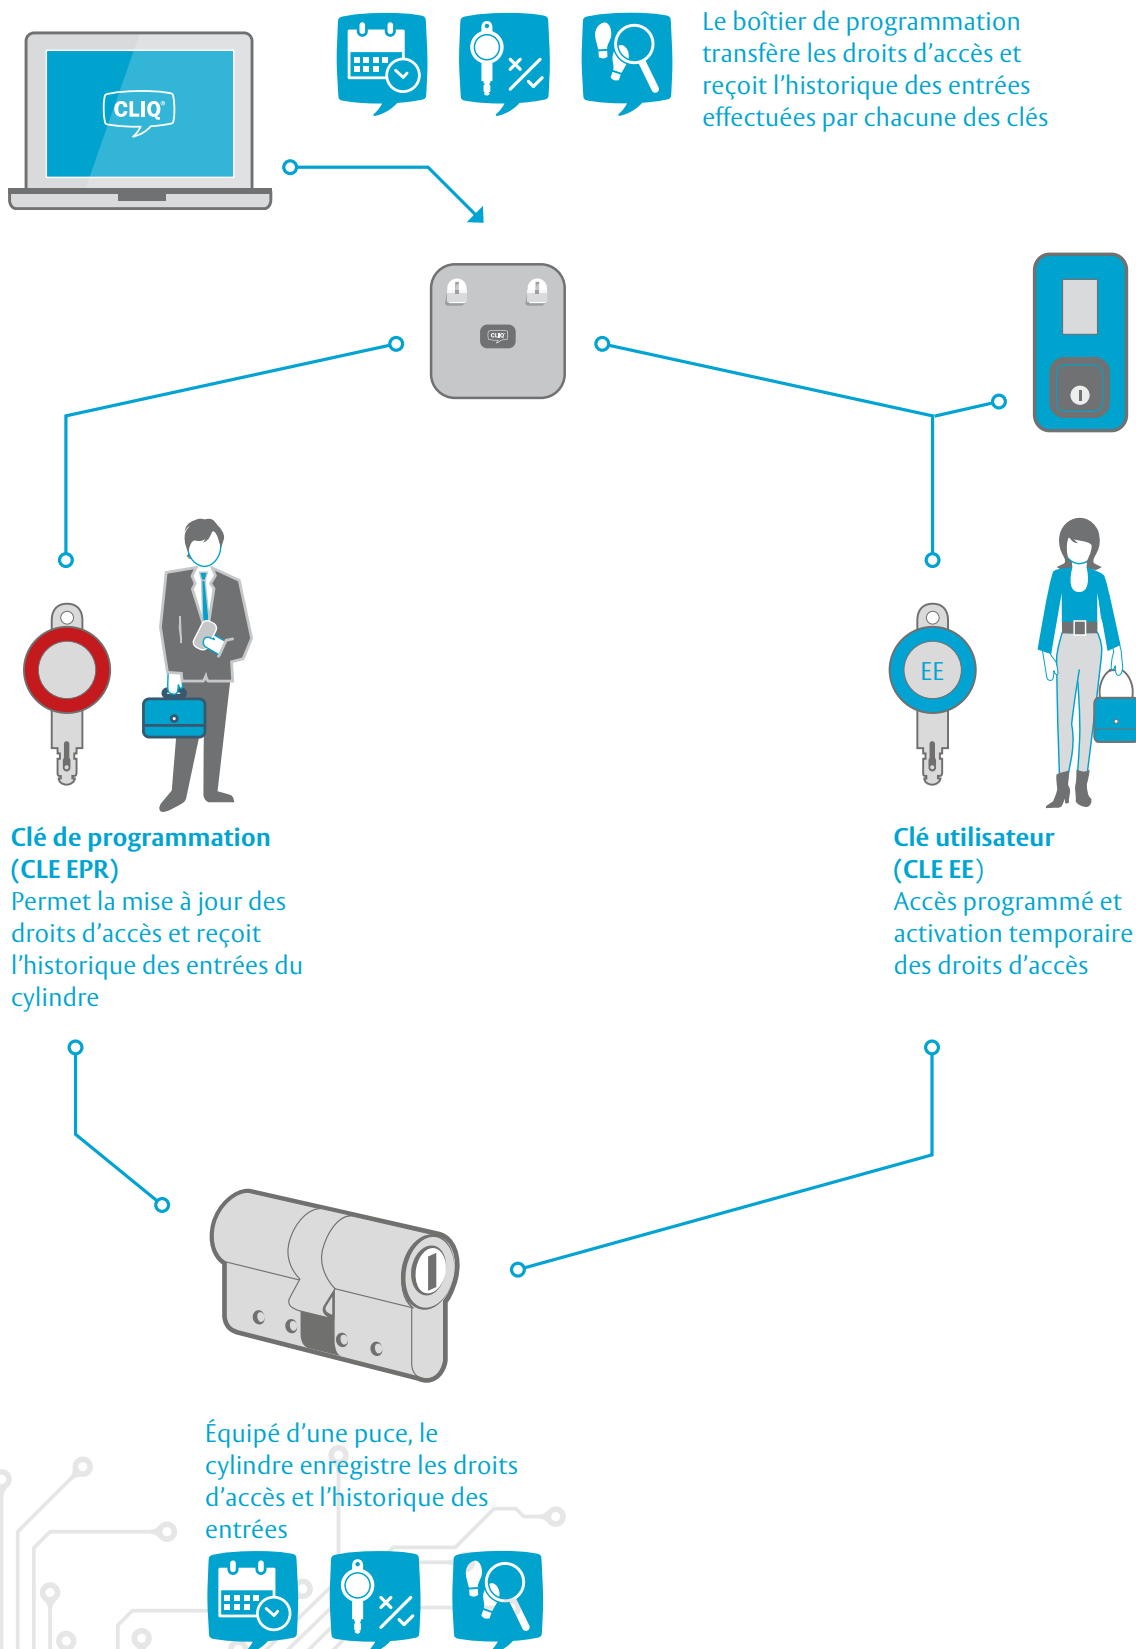 Le boîtier de programmation
transfère les droits d’accès et
reçoit l’historique des entrées
effectuées par chacune des clés
CLIQ®
CLIQ
EE
Clé de programmation
(CLE EPR)
Permet la mise à jour des
droits d’accès et reçoit
l’historique des entrées du
cylindre
Clé utilisateur
(CLE EE)
Accès programmé et
activation temporaire
des droits d’accès
Équipé d’une puce, le
cylindre enregistre les droits
d’accès et l’historique des
entrées